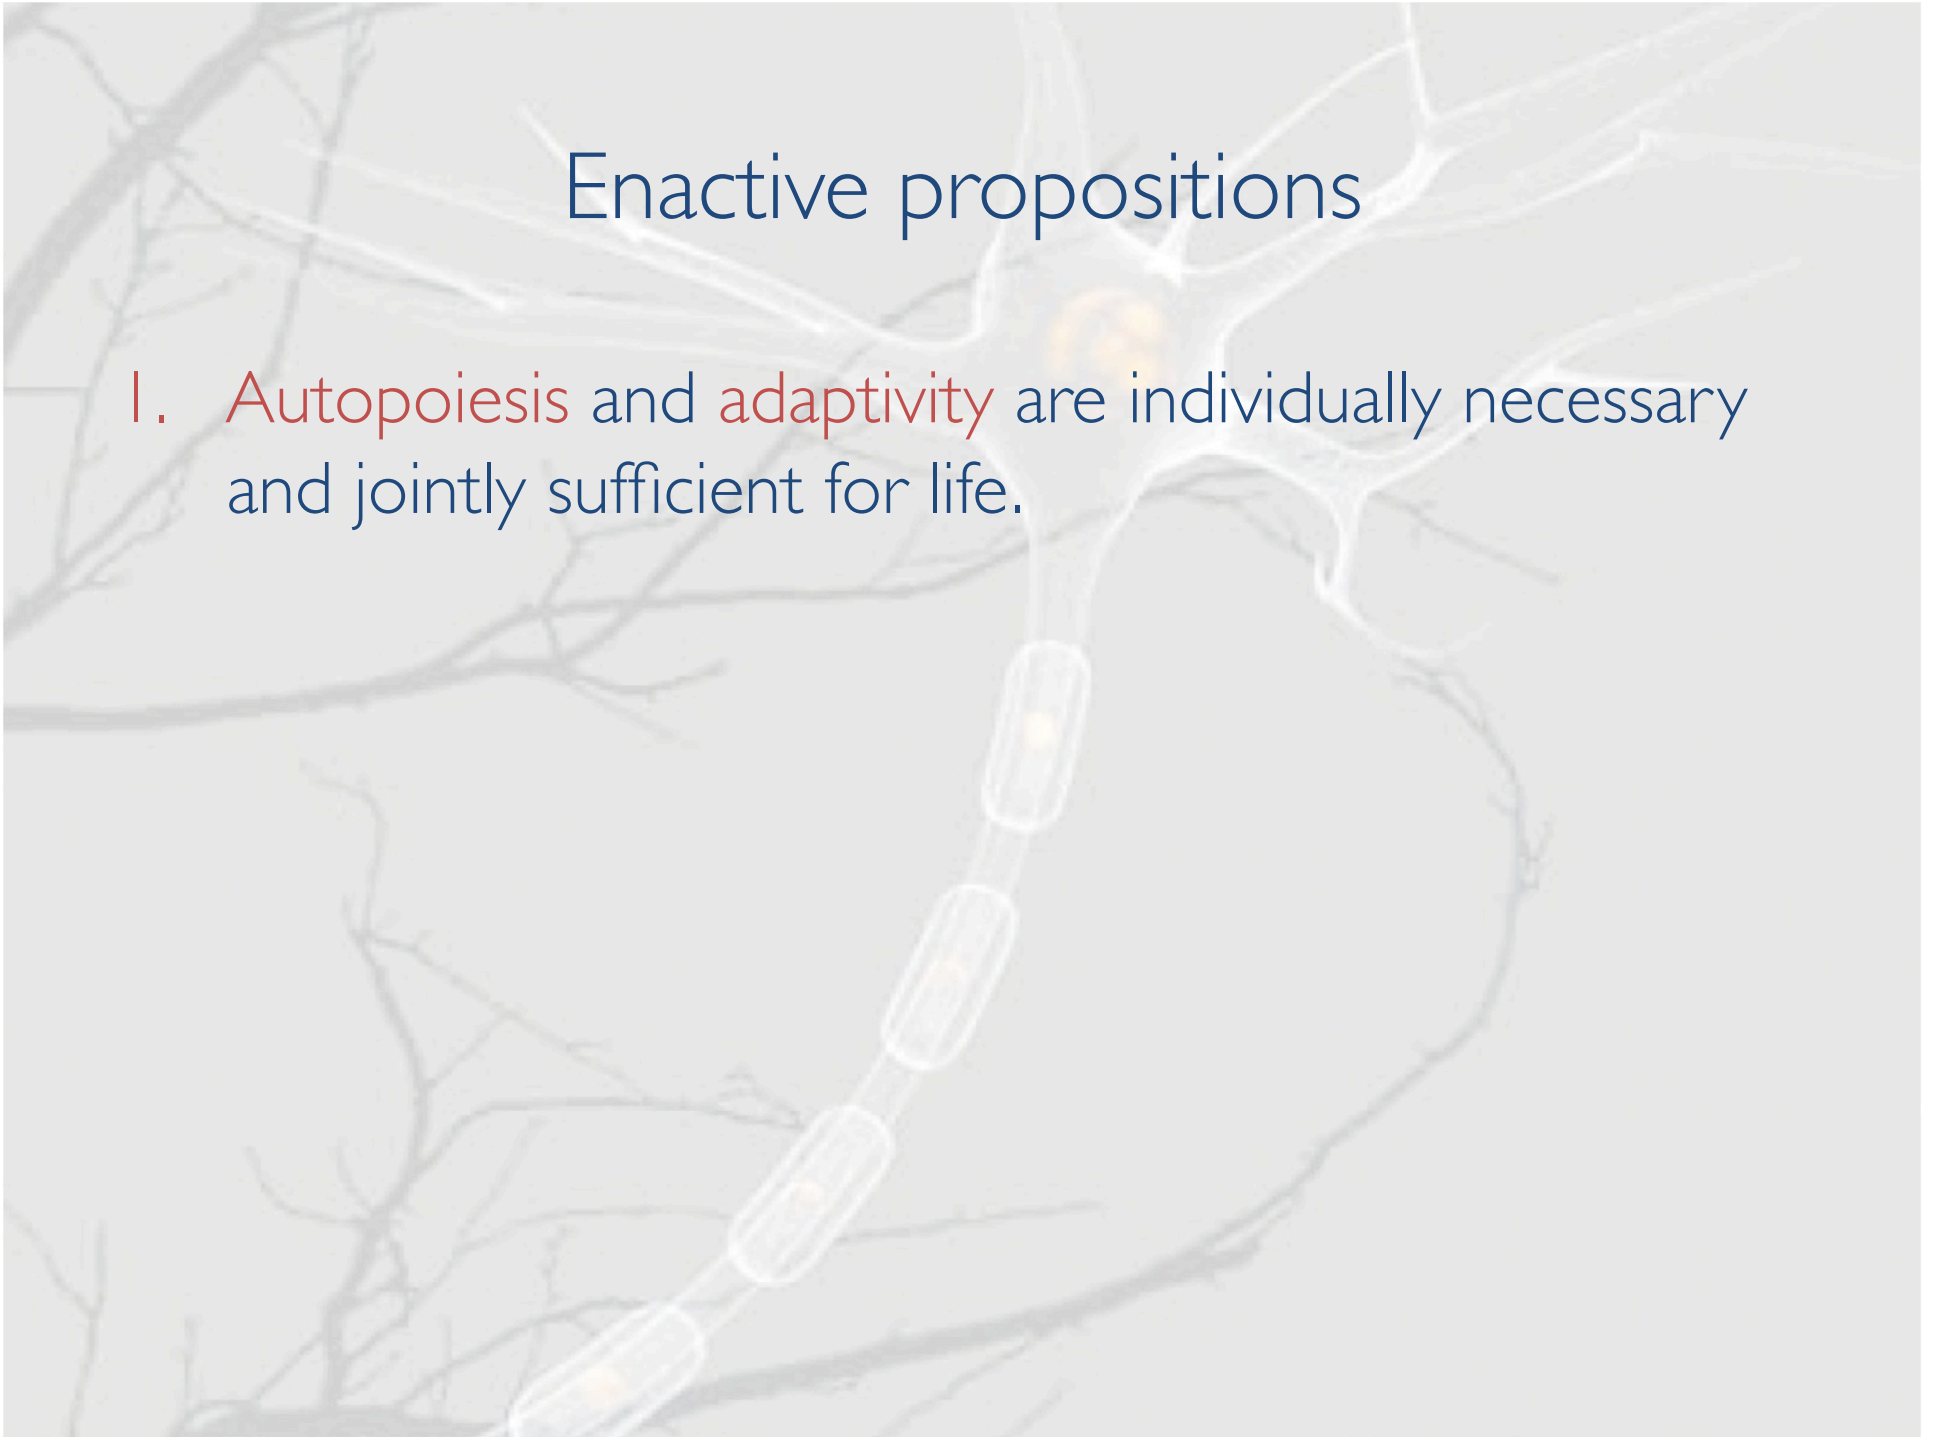 Enactive propositions
1. Autopoiesis and adaptivity are individually necessary
and jointly sufficient for life.